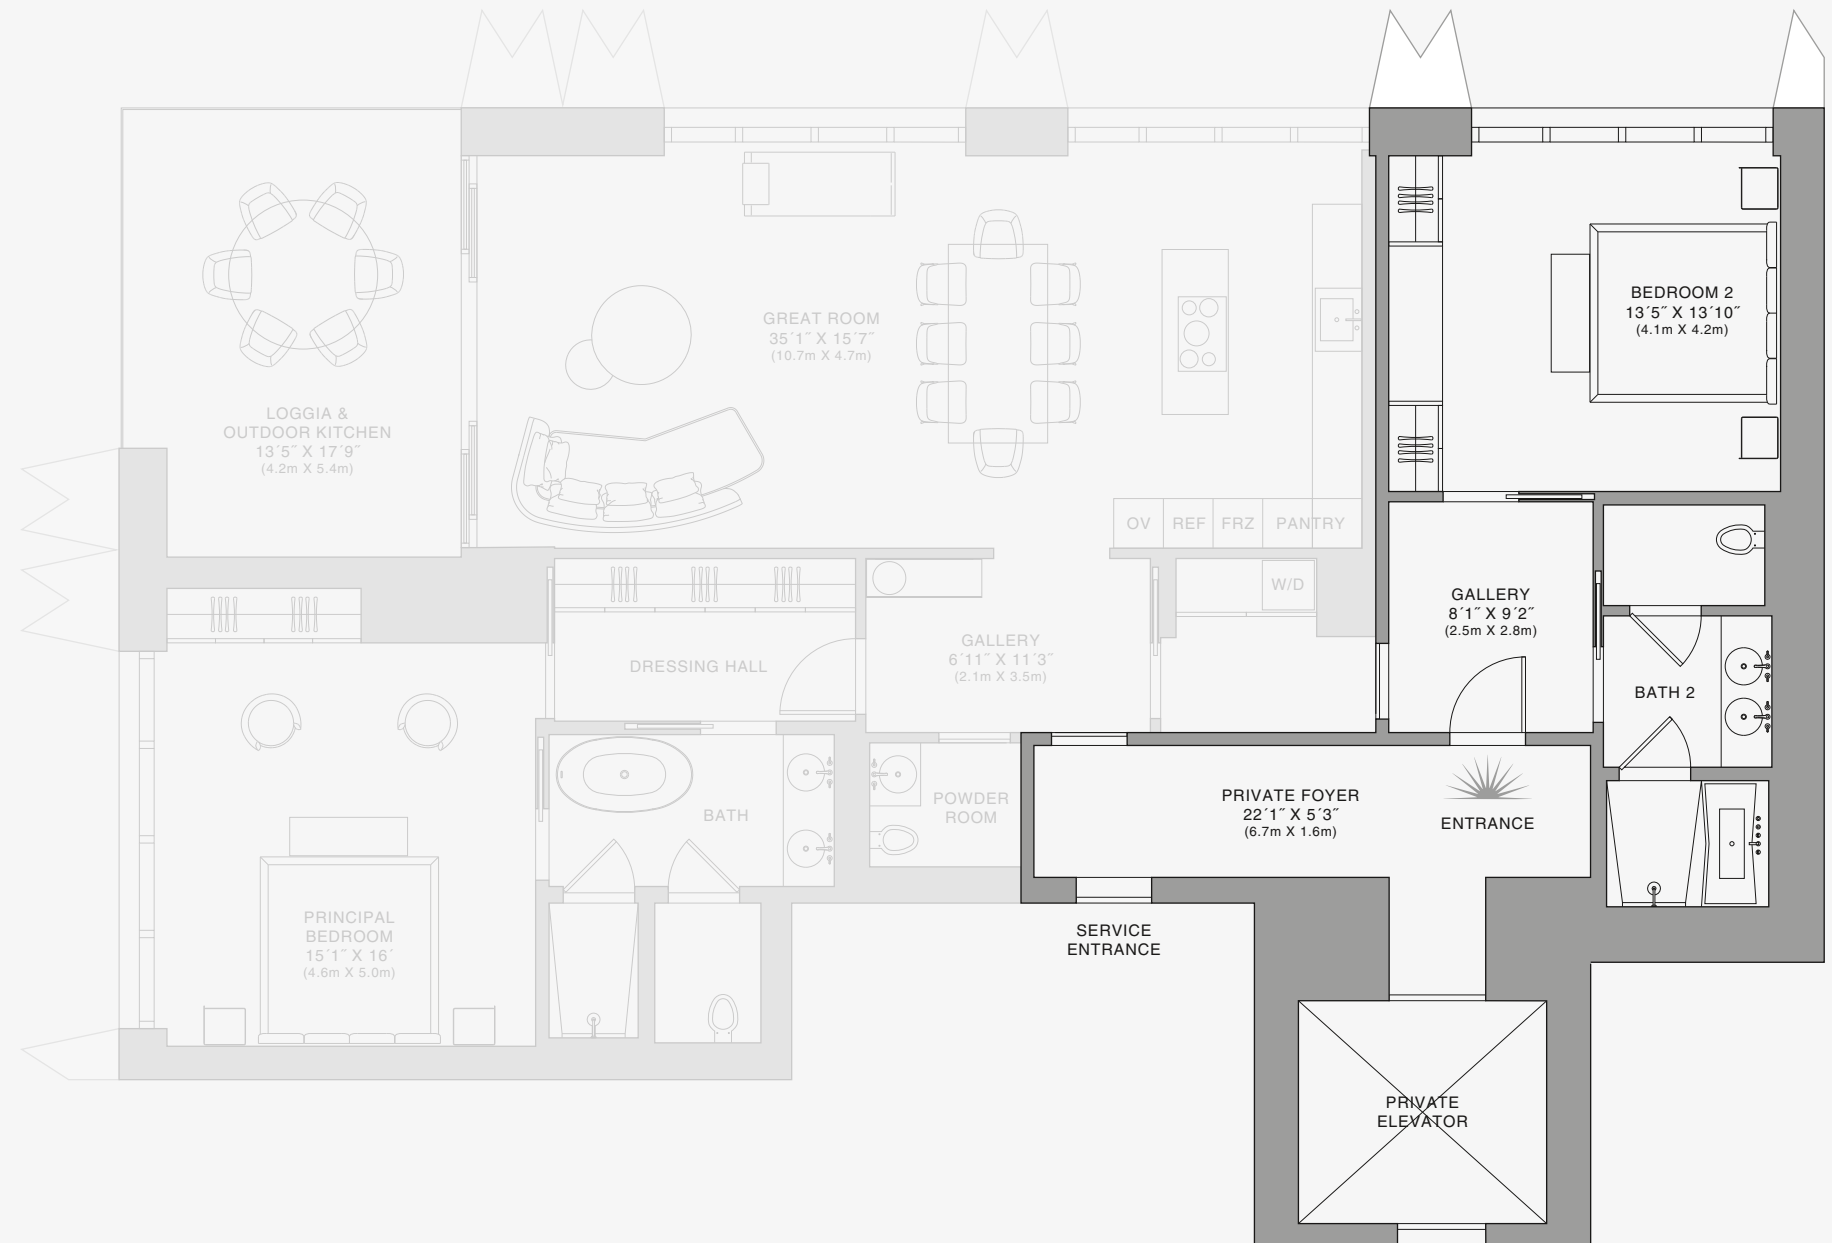 GREAT ROOM
35´1˝ X 15´7˝
(10.7m X 4.7m)
LOGGIA &
OUTDOOR KITCHEN
13´5˝ X 17´9˝
(4.2m X 5.4m)
OV
REF
FRZ
PANTRY
BEDROOM 2
13´5˝ X 13´10˝
(4.1m X 4.2m)
W/D
GALLERY
8´1˝ X 9´2˝
(2.5m X 2.8m)
DRESSING HALL
GALLERY
6´11˝ X 11´3˝
(2.1m X 3.5m)
BATH 2
BATH
POWDER
ROOM
PRIVATE FOYER
22´1˝ X 5´3˝
(6.7m X 1.6m)
ENTRANCE
PRINCIPAL
BEDROOM
15´1˝ X 16´
(4.6m X 5.0m)
SERVICE
ENTRANCE
PRIVATE
ELEVATOR